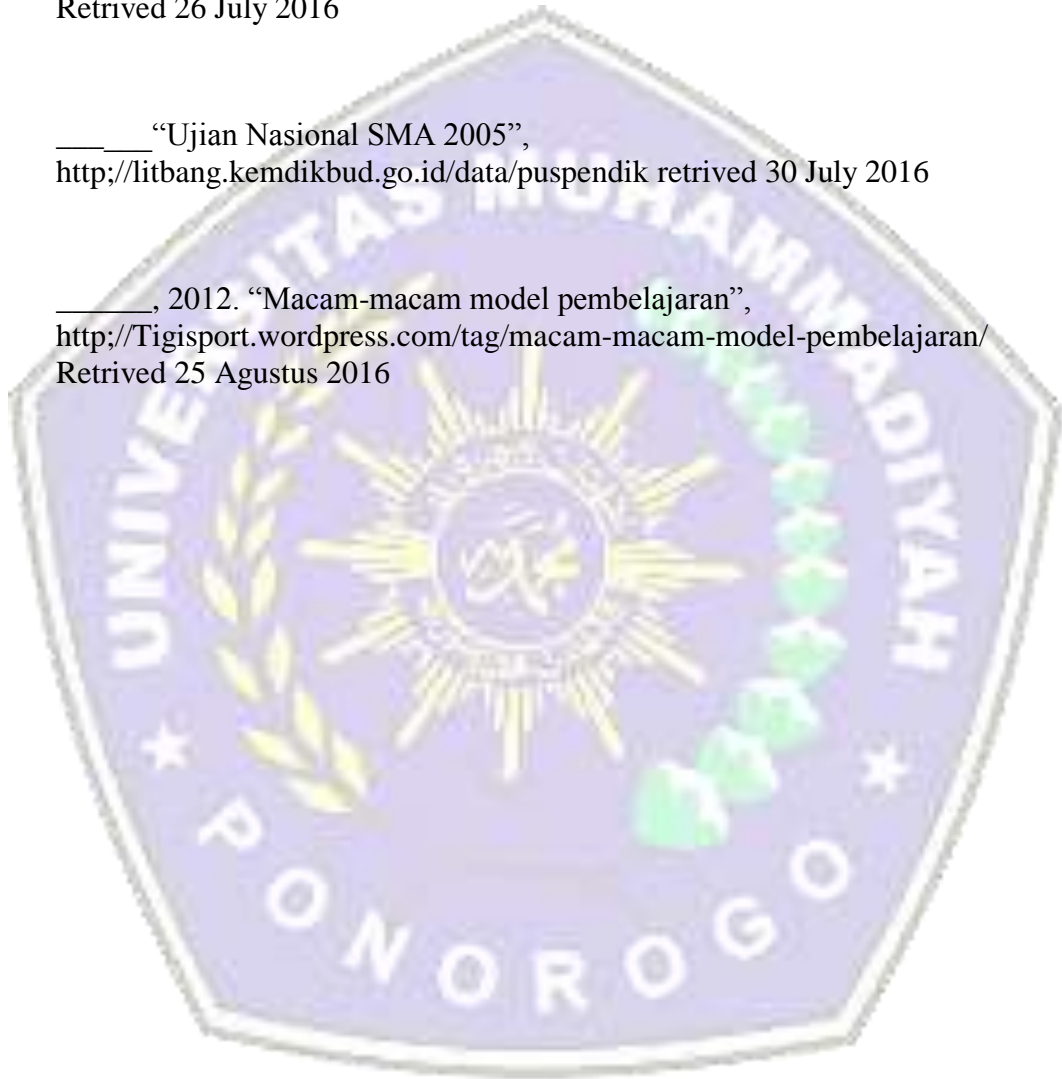 Retrived 26 July 2016
______“Ujian Nasional SMA 2005”,
http;//litbang.kemdikbud.go.id/data/puspendik retrived 30 July 2016
______, 2012. “Macam-macam model pembelajaran”,
http;//Tigisport.wordpress.com/tag/macam-macam-model-pembelajaran/
Retrived 25 Agustus 2016
UNIVERSITAS MUHAMMADIYAH
PONOROGO